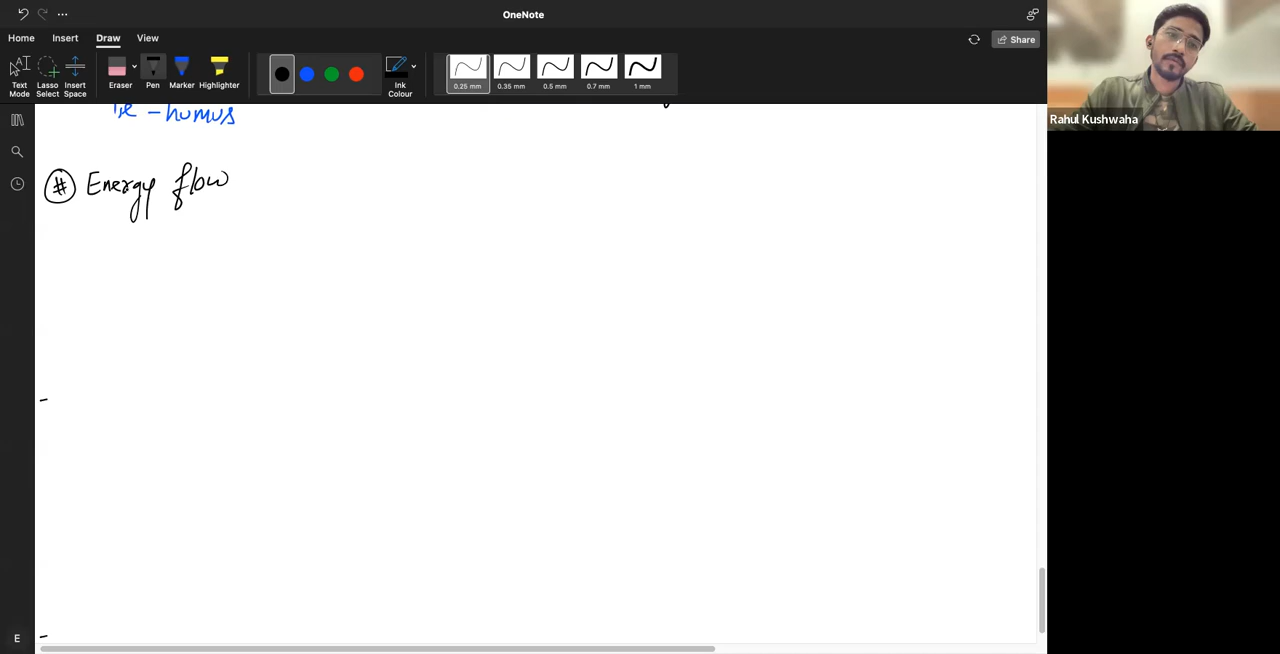 OneNote
Home Insert Draw View
Share
Text Mode
Lasso Select
Insert Space
Eraser
Pen
Marker
Highlighter
Ink Colour
0.25 mm
0.35 mm
0.5 mm
0.7 mm
1 mm
Rahul Kushwaha
- humus
# Energy flow
-
-
E